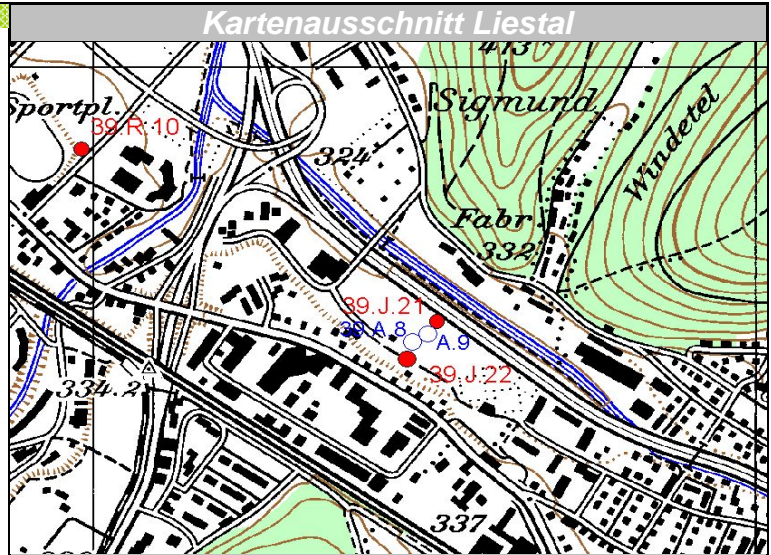 Kartenausschnitt Liestal
473
Sportpl.
Sigmund
Windetel
39.R.10
324
Fabr.
332
39.J.21
39.A.8
A.9
39.J.22
334.2
337